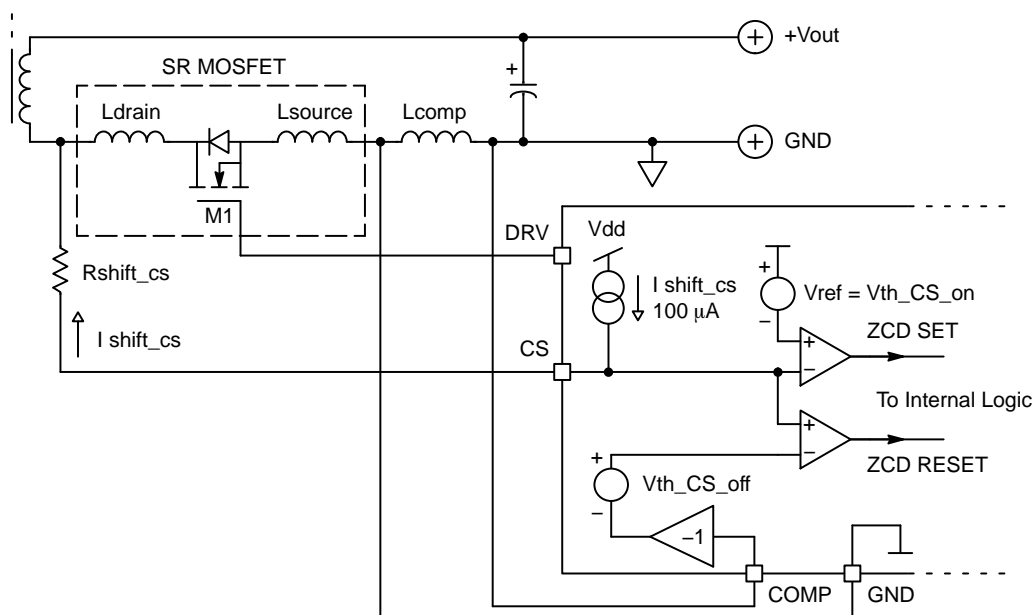 +Vout
SR MOSFET
+
Ldrain
Lsource
Lcomp
GND
M1
DRV
Vdd
Rshift_cs
I shift_cs
100 μA
+
Vref = Vth_CS_on
–
ZCD SET
I shift_cs
CS
+
–
To Internal Logic
+
–
ZCD RESET
+
Vth_CS_off
–
–1
COMP
GND